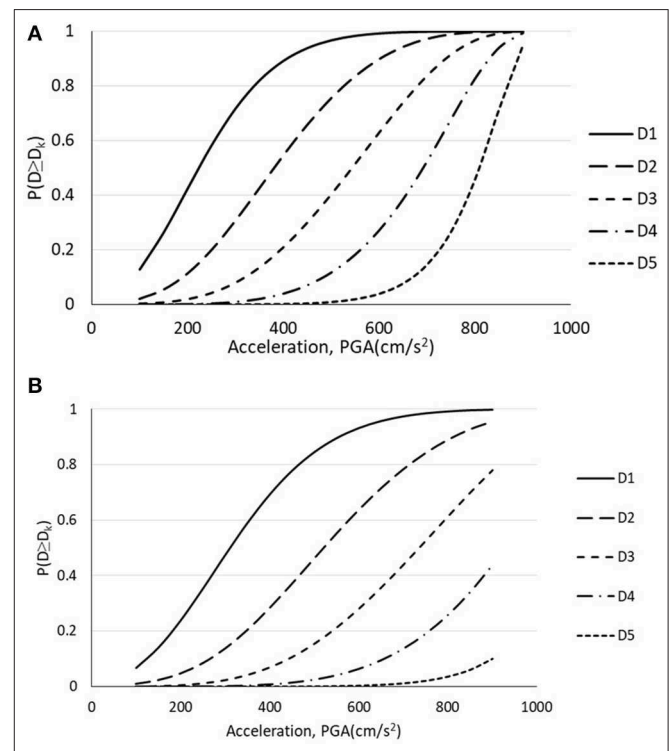 A
1
0.8
0.6
0.4
0.2
0
P(D≥Dk)
0 200 400 600 800 1000
Acceleration, PGA(cm/s²)
D1
D2
D3
D4
D5
B
1
0.8
0.6
0.4
0.2
0
P(D≥Dk)
0 200 400 600 800 1000
Acceleration, PGA(cm/s²)
D1
D2
D3
D4
D5